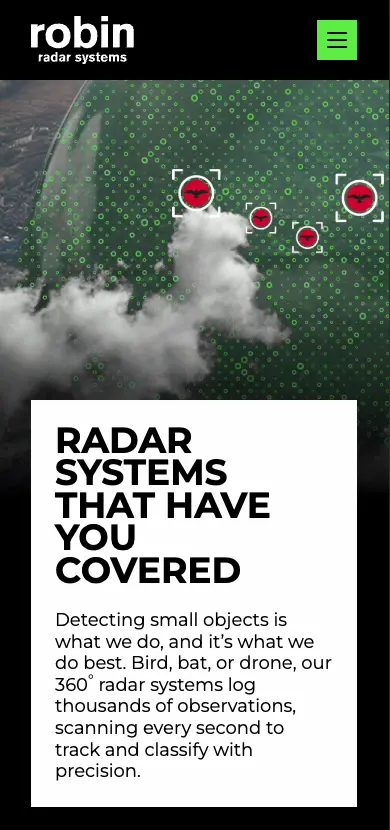 robin
radar systems
RADAR
SYSTEMS
THAT HAVE
YOU
COVERED
Detecting small objects is
what we do, and it’s what we
do best. Bird, bat, or drone, our
360° radar systems log
thousands of observations,
scanning every second to
track and classify with
precision.